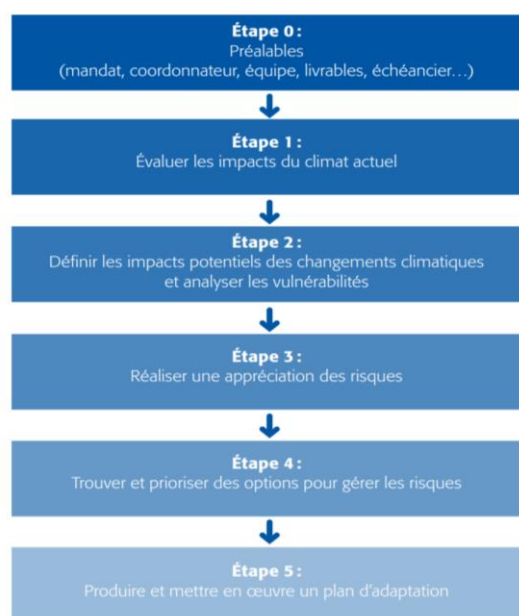 Étape 0 :
Préalables
(mandat, coordonnateur, équipe, livrables, échéancier…)
Étape 1 :
Évaluer les impacts du climat actuel
Étape 2 :
Définir les impacts potentiels des changements climatiques
et analyser les vulnérabilités
Étape 3 :
Réaliser une appréciation des risques
Étape 4 :
Trouver et prioriser des options pour gérer les risques
Étape 5 :
Produire et mettre en œuvre un plan d’adaptation